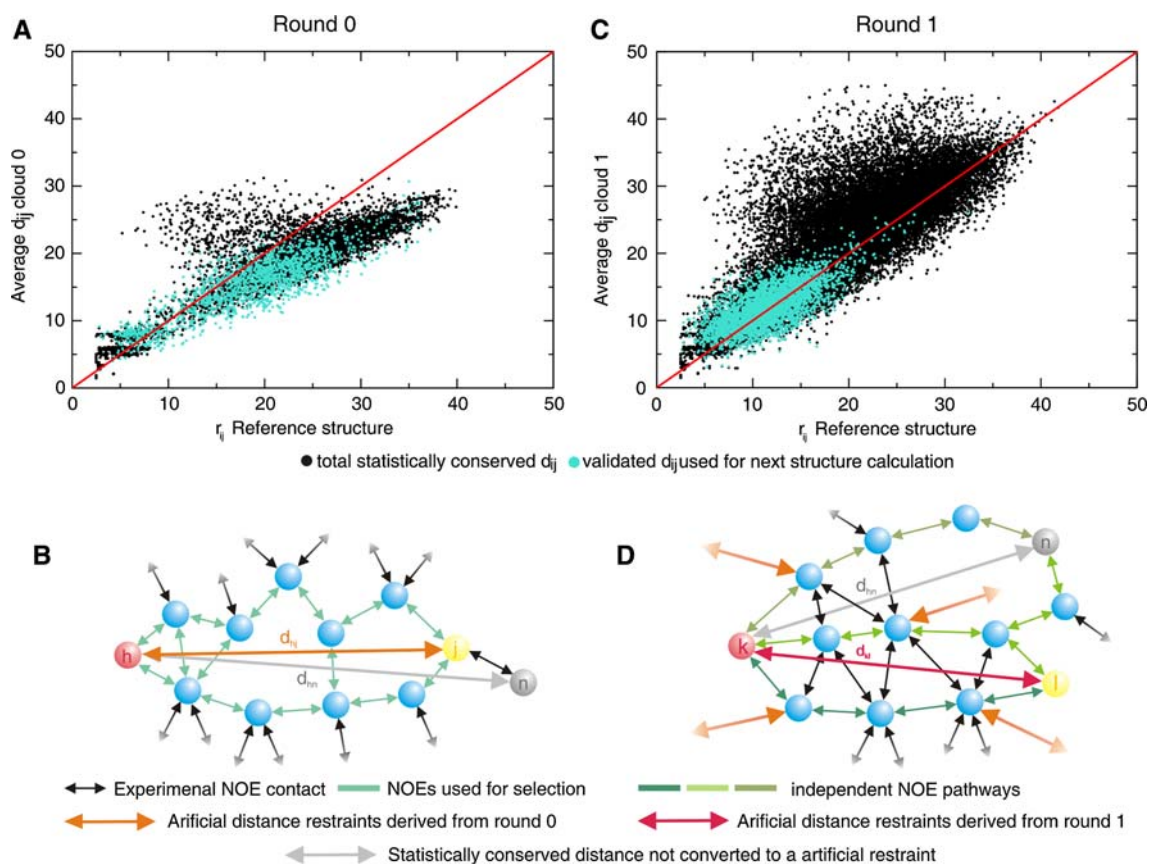 A Round 0
50
40
30
20
10
0
Average dij cloud 0
0 10 20 30 40 50
rij Reference structure
C Round 1
50
40
30
20
10
0
Average dij cloud 1
0 10 20 30 40 50
rij Reference structure
total statistically conserved dij validated dij used for next structure calculation
B
h
dhj
j
dhn
n
D
n
dhn
k
dkl
l
Experimenal NOE contact NOEs used for selection
Arificial distance restraints derived from round 0
independent NOE pathways
Arificial distance restraints derived from round 1
Statistically conserved distance not converted to a artificial restraint